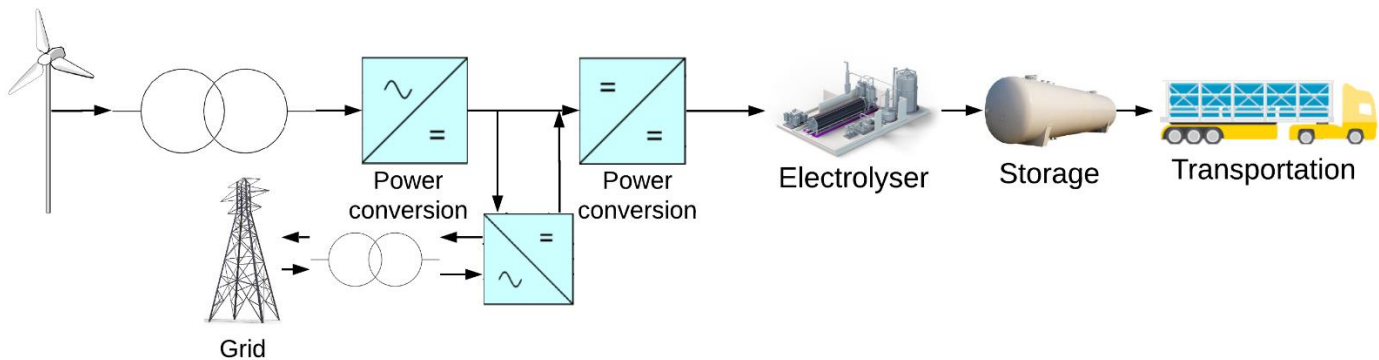 Power
conversion
Power
conversion
Electrolyser
Storage
Transportation
Grid